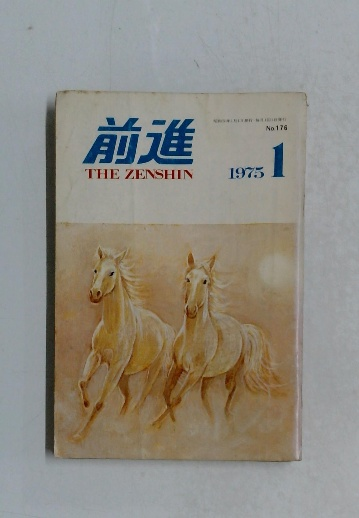 No.176
前進
THE ZENSHIN
1975 1